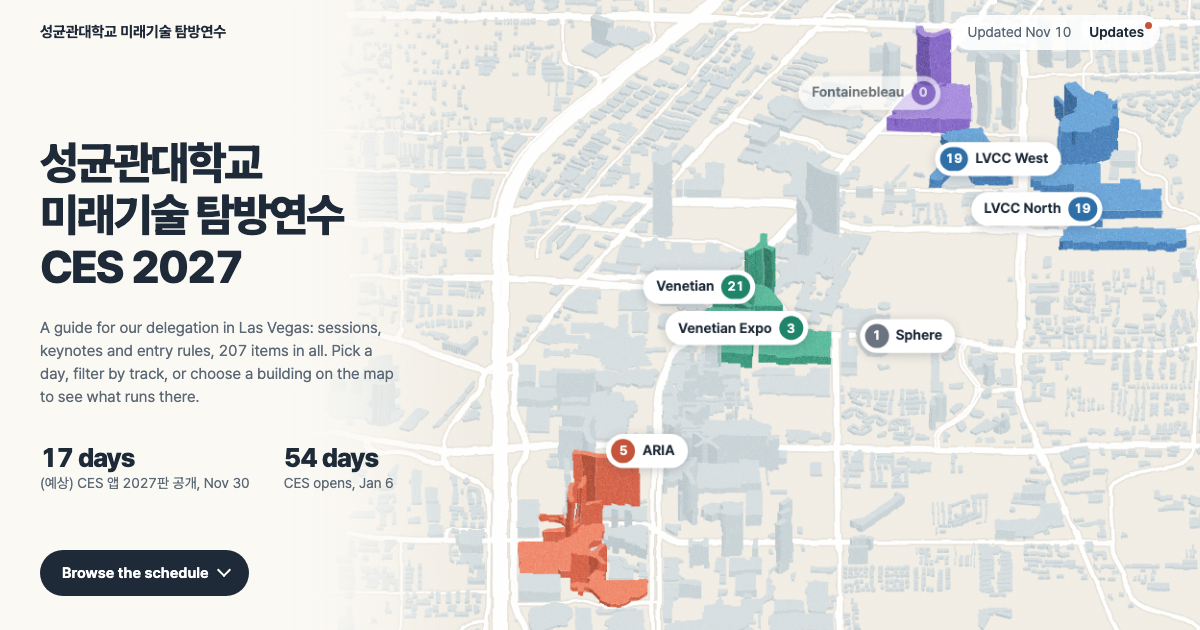 성균관대학교 미래기술 탐방연수
Updated Nov 10 Updates
성균관대학교
미래기술 탐방연수
CES 2027
A guide for our delegation in Las Vegas: sessions,
keynotes and entry rules, 207 items in all. Pick a
day, filter by track, or choose a building on the map
to see what runs there.
17 days
(예상) CES 앱 2027판 공개, Nov 30
54 days
CES opens, Jan 6
Browse the schedule
Fontainebleau 0
19 LVCC West
LVCC North 19
Venetian 21
Venetian Expo 3
1 Sphere
5 ARIA